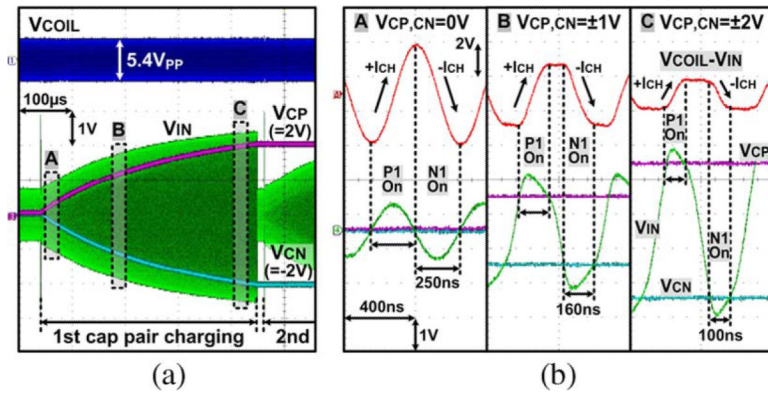 VCOIL
5.4VPP
100µs
1V
VCP
(=2V)
C
B
VIN
A
VCN
(=-2V)
1st cap pair charging
2nd
(a)
A VCP,CN=0V
2V
+ICH
-ICH
P1
On
N1
On
250ns
400ns
1V
B VCP,CN=±1V
+ICH
-ICH
P1
On
N1
On
160ns
C VCP,CN=±2V
VCOIL-VIN
+ICH
-ICH
P1
On
VCP
VIN
N1
On
VCN
100ns
(b)